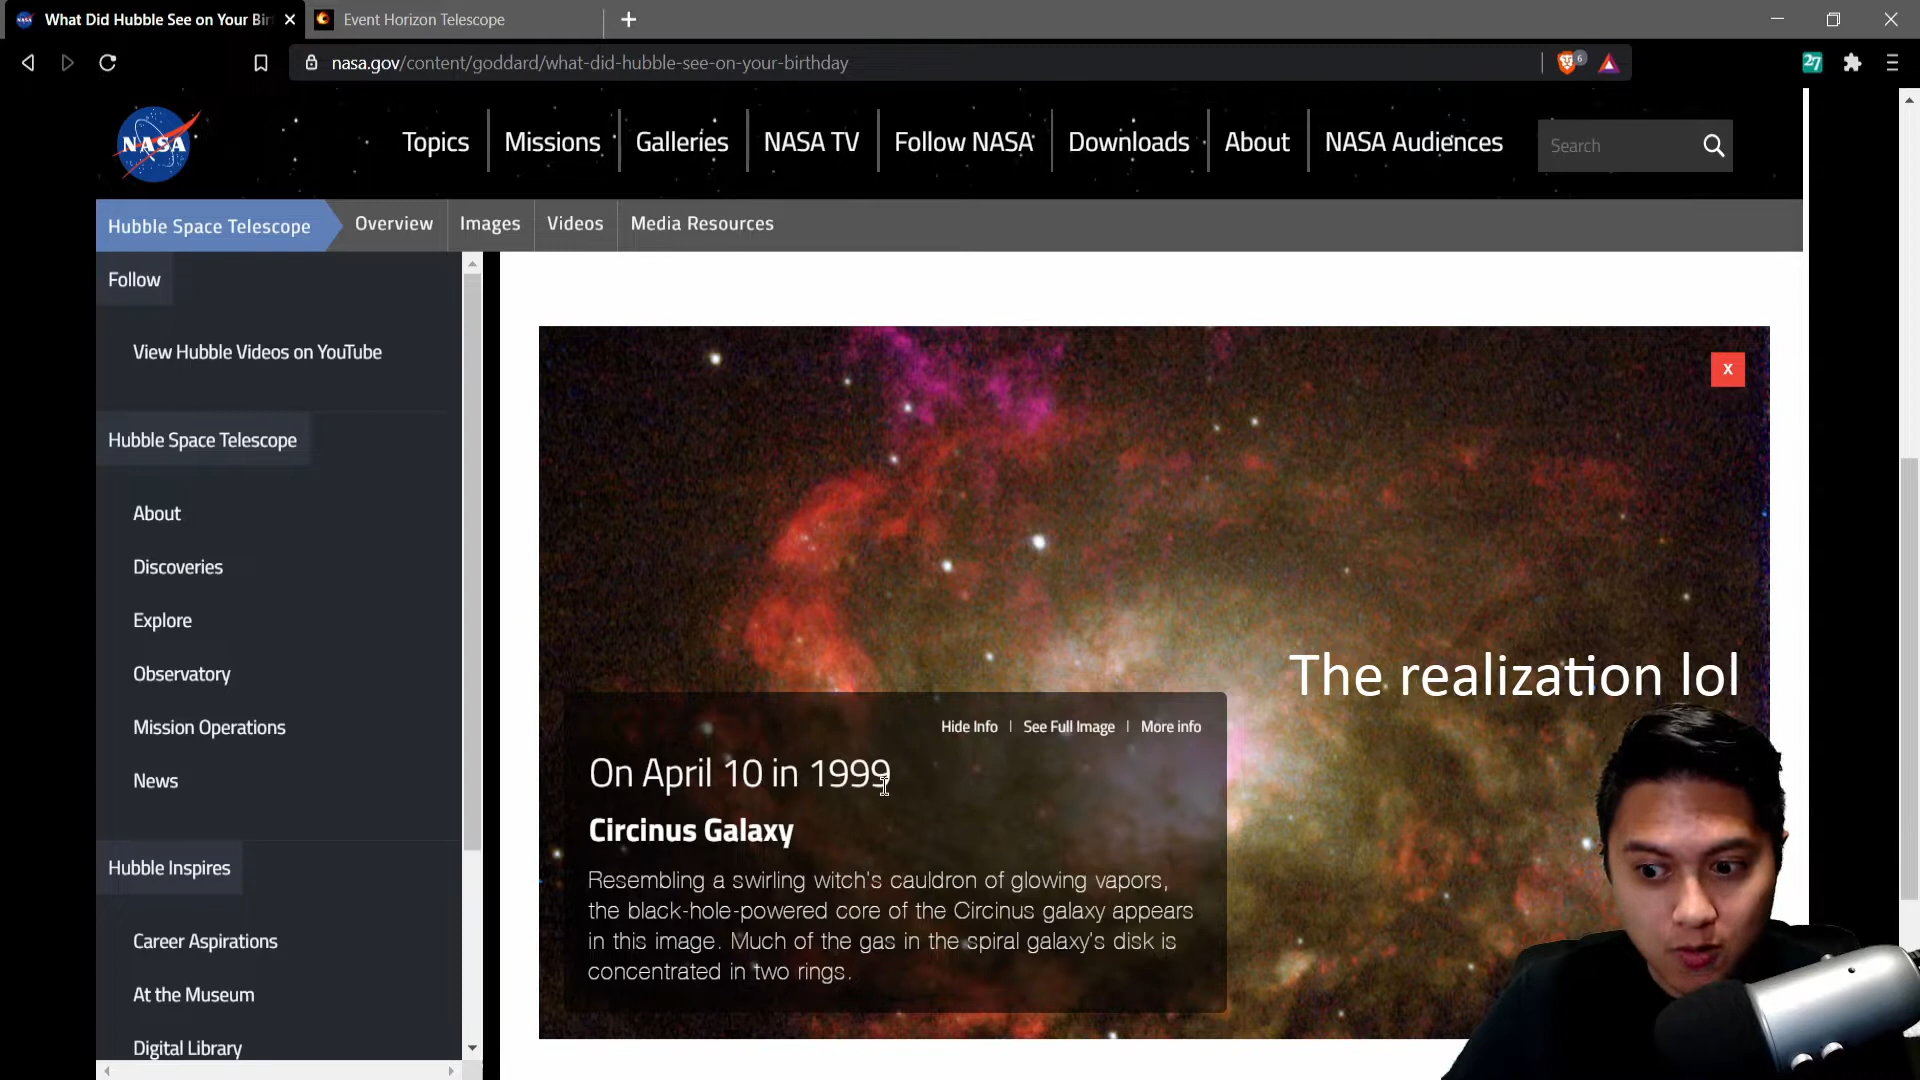 What Did Hubble See on Your Bir
Event Horizon Telescope
nasa.gov/content/goddard/what-did-hubble-see-on-your-birthday
6
27
NASA
Topics
Missions
Galleries
NASA TV
Follow NASA
Downloads
About
NASA Audiences
Search
Hubble Space Telescope
Overview
Images
Videos
Media Resources
Follow
View Hubble Videos on YouTube
Hubble Space Telescope
About
Discoveries
Explore
Observatory
Mission Operations
News
Hubble Inspires
Career Aspirations
At the Museum
Digital Library
X
The realization lol
Hide Info | See Full Image | More info
On April 10 in 1999
Circinus Galaxy
Resembling a swirling witch's cauldron of glowing vapors,
the black-hole-powered core of the Circinus galaxy appears
in this image. Much of the gas in the spiral galaxy's disk is
concentrated in two rings.